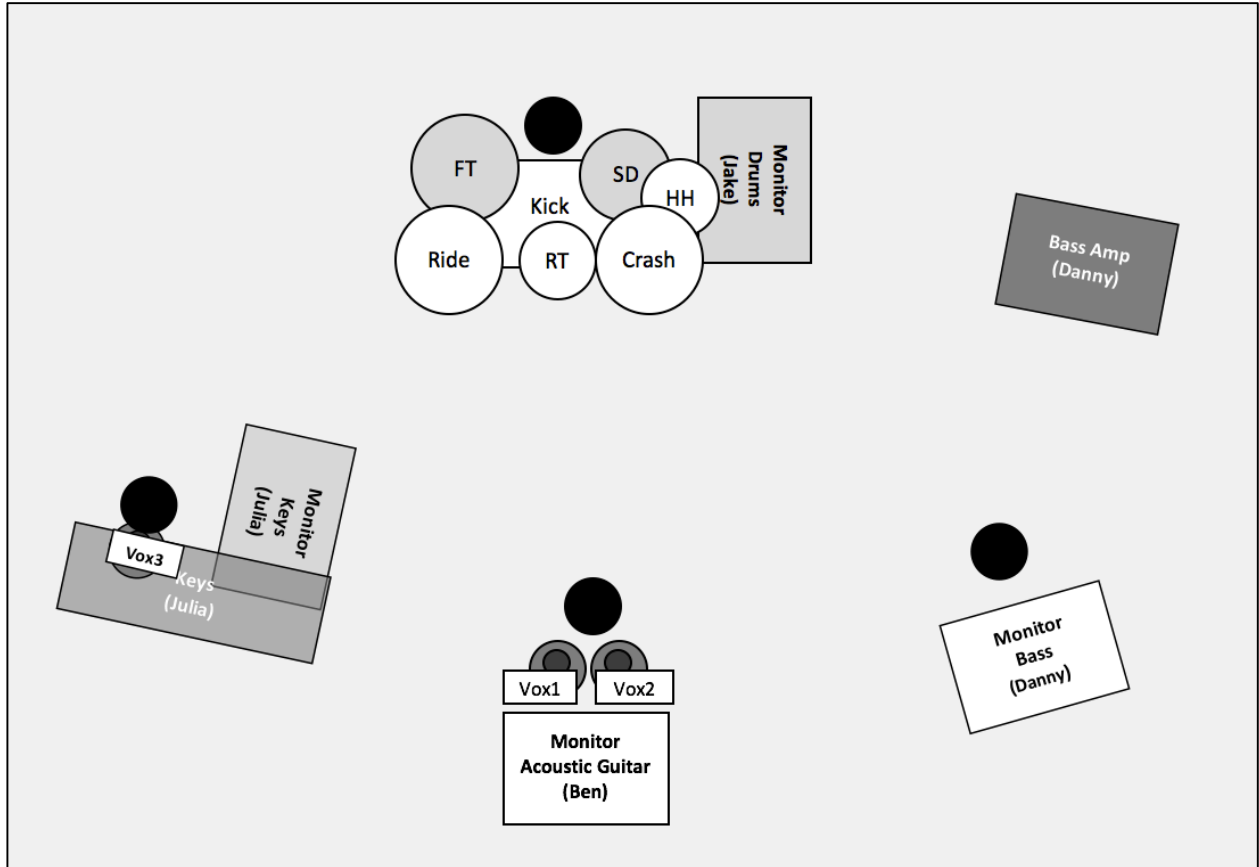 FT
SD
HH
Kick
Ride
RT
Crash
Monitor
Drums
(Jake)
Bass Amp
(Danny)
Monitor
Keys
(Julia)
Vox3
Keys
(Julia)
Monitor
Bass
(Danny)
Vox1
Vox2
Monitor
Acoustic Guitar
(Ben)